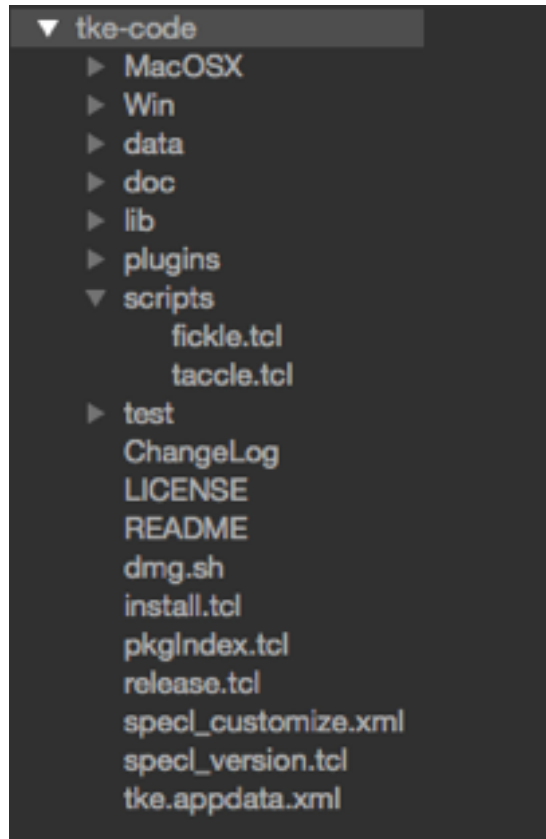 tke-code
MacOSX
Win
data
doc
lib
plugins
scripts
fickle.tcl
taccle.tcl
test
ChangeLog
LICENSE
README
dmg.sh
install.tcl
pkgIndex.tcl
release.tcl
specl_customize.xml
specl_version.tcl
tke.appdata.xml